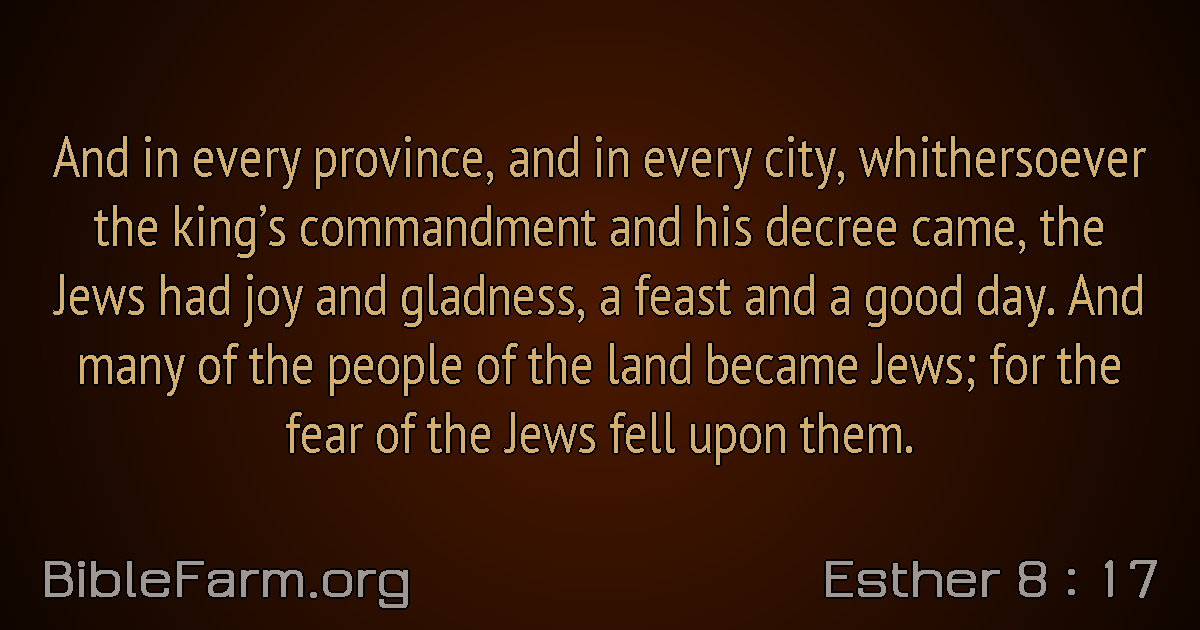 And in every province, and in every city, whithersoever
the king’s commandment and his decree came, the
Jews had joy and gladness, a feast and a good day. And
many of the people of the land became Jews; for the
fear of the Jews fell upon them.
BibleFarm.org
Esther 8 : 17